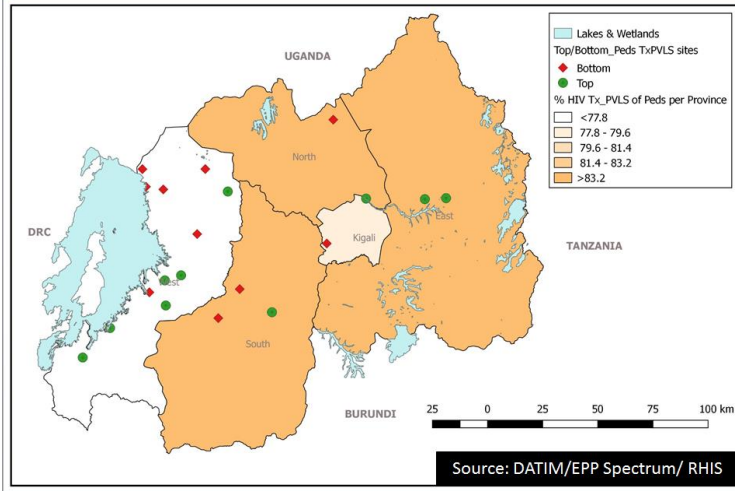 Lakes & Wetlands
Top/Bottom_Peds TxPVLS sites
Bottom
Top
% HIV Tx_PVLS of Peds per Province
<77.8
77.8 - 79.6
79.6 - 81.4
81.4 - 83.2
>83.2
UGANDA
North
East
DRC
Kigali
TANZANIA
South
BURUNDI
25 0 25 50 75 100 km
Source: DATIM/EPP Spectrum/ RHIS